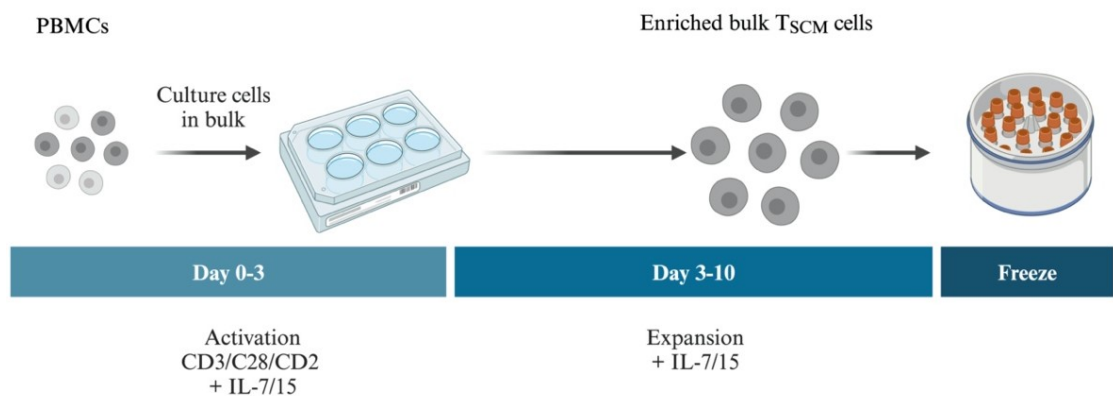 PBMCs
Enriched bulk TSCM cells
Culture cells
in bulk
Day 0-3
Day 3-10
Freeze
Activation
CD3/C28/CD2
+ IL-7/15
Expansion
+ IL-7/15